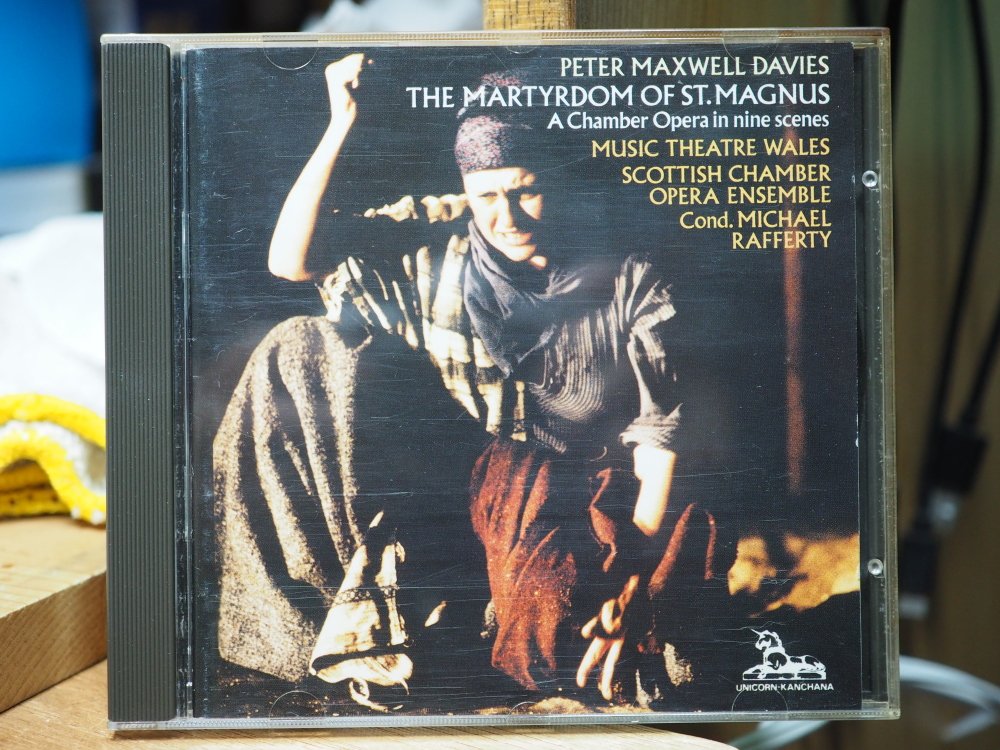 PETER MAXWELL DAVIES
THE MARTYRDOM OF ST. MAGNUS
A Chamber Opera in nine scenes
MUSIC THEATRE WALES
SCOTTISH CHAMBER
OPERA ENSEMBLE
Cond. MICHAEL
RAFFERTY
UNICORN-KANCHANA